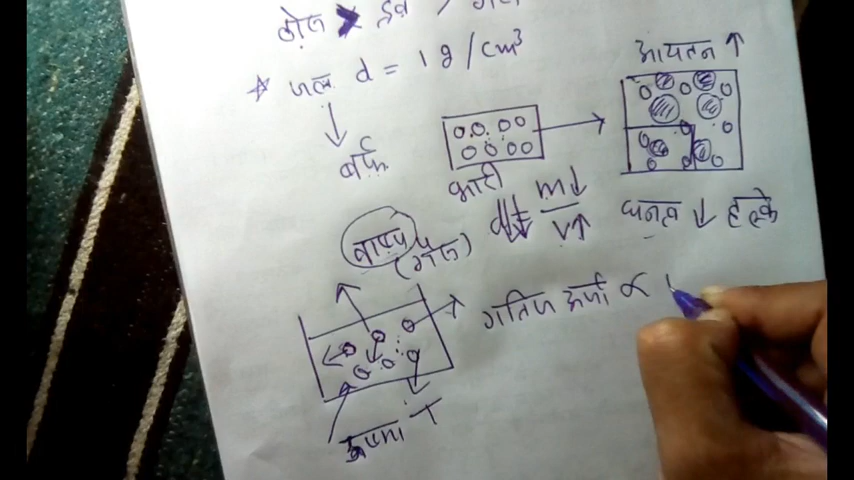 ठोस > द्रव > गैस
☆ जल d = 1 g/cm³
↓
बर्फ
आयतन ↑
भारी
d↓ = m↓/V↑ घनत्व ↓ हल्के
वाष्प
(गैस)
गतिज ऊर्जा ∝
ऊष्मा T